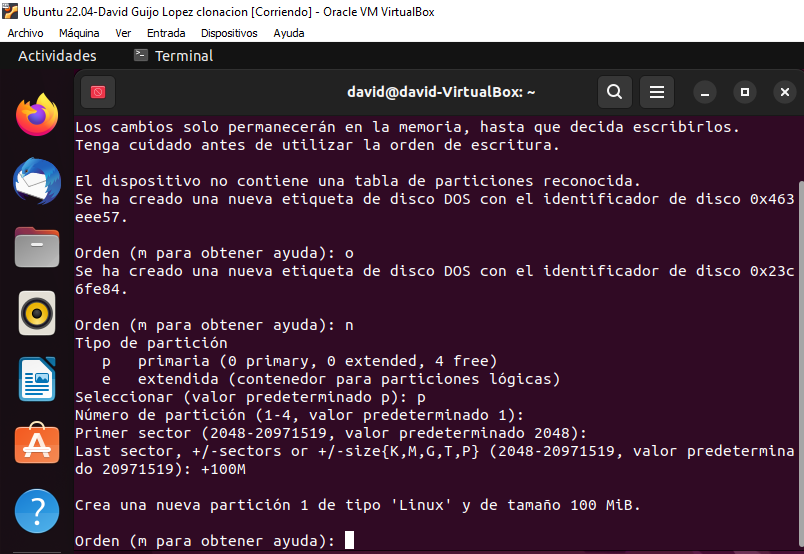 Ubuntu 22.04-David Guijo Lopez clonacion [Corriendo] - Oracle VM VirtualBox
Archivo Máquina Ver Entrada Dispositivos Ayuda
Actividades Terminal
david@david-VirtualBox: ~
Los cambios solo permanecerán en la memoria, hasta que decida escribirlos.
Tenga cuidado antes de utilizar la orden de escritura.
El dispositivo no contiene una tabla de particiones reconocida.
Se ha creado una nueva etiqueta de disco DOS con el identificador de disco 0x463
eee57.
Orden (m para obtener ayuda): o
Se ha creado una nueva etiqueta de disco DOS con el identificador de disco 0x23c
6fe84.
Orden (m para obtener ayuda): n
Tipo de partición
p primaria (0 primary, 0 extended, 4 free)
e extendida (contenedor para particiones lógicas)
Seleccionar (valor predeterminado p): p
Número de partición (1-4, valor predeterminado 1):
Primer sector (2048-20971519, valor predeterminado 2048):
Last sector, +/-sectors or +/-size{K,M,G,T,P} (2048-20971519, valor predetermina
do 20971519): +100M
Crea una nueva partición 1 de tipo 'Linux' y de tamaño 100 MiB.
Orden (m para obtener ayuda):